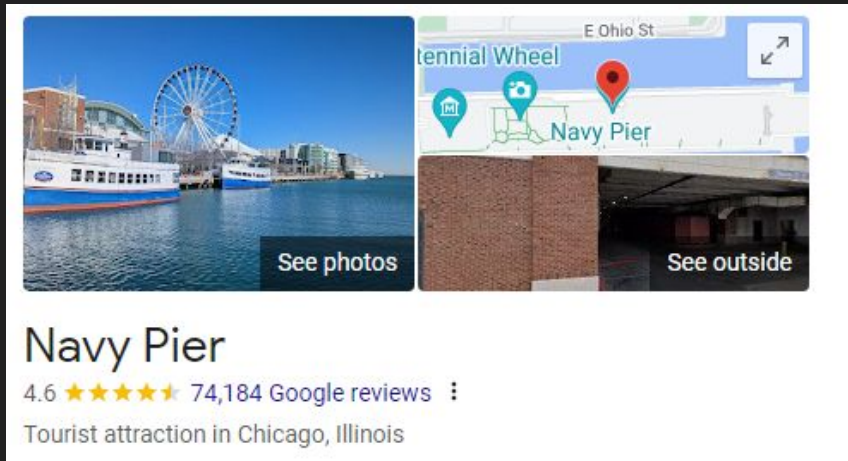 E Ohio St
tennial Wheel
Navy Pier
See photos
See outside
Navy Pier
4.6 74,184 Google reviews
Tourist attraction in Chicago, Illinois